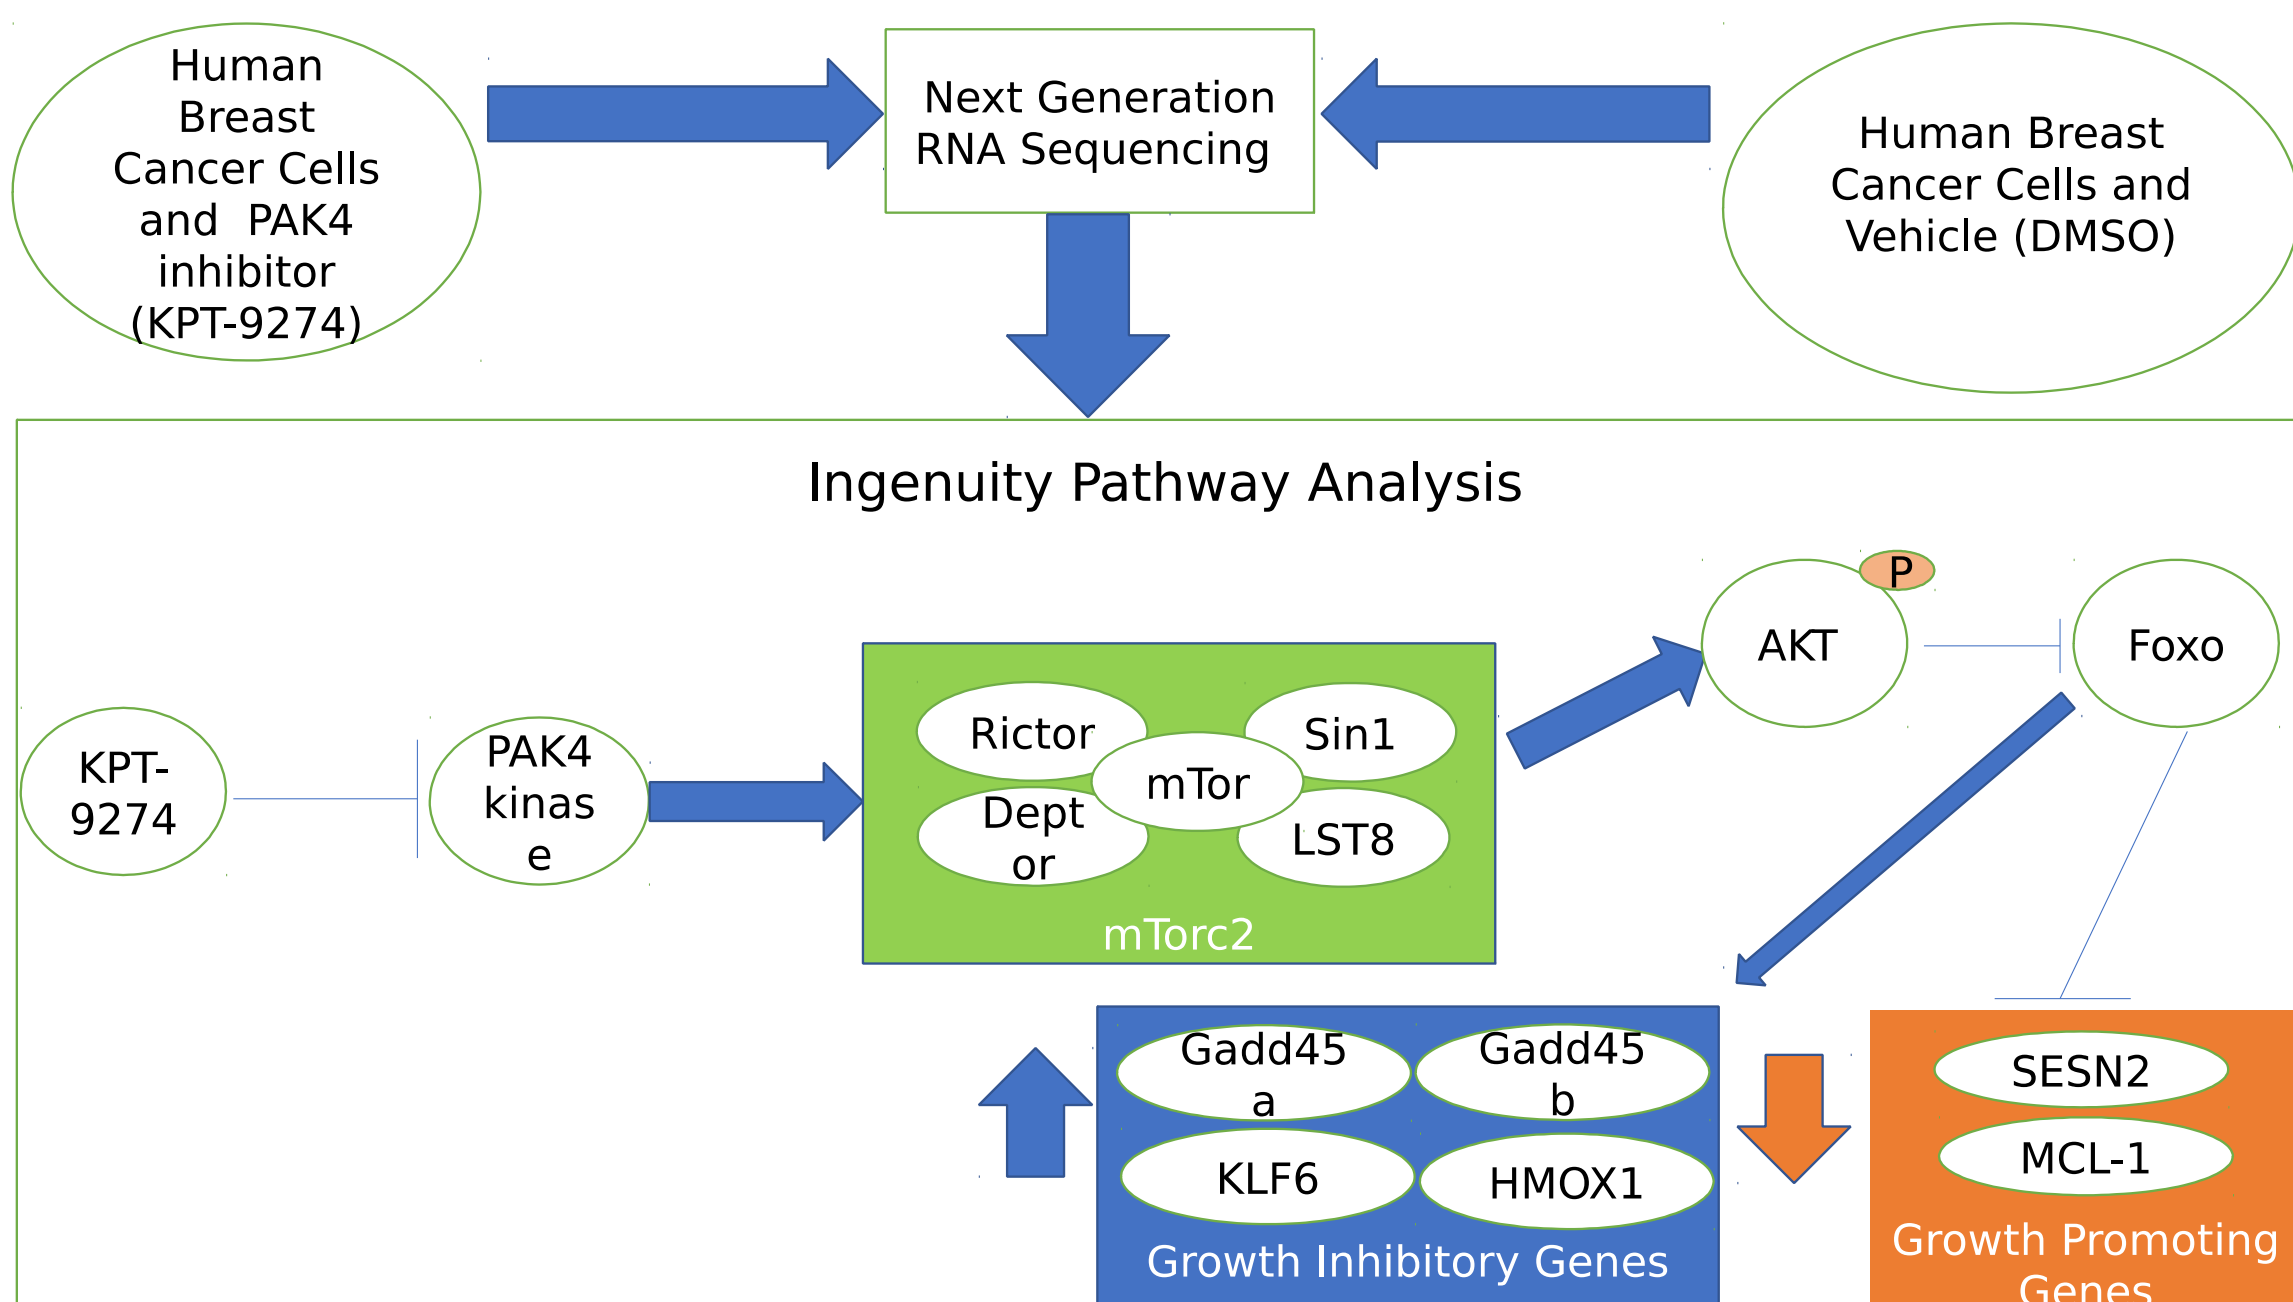 Human
Breast
Cancer Cells
and  PAK4
inhibitor
(KPT-9274)
Next Generation
RNA Sequencing
Human Breast
Cancer Cells and
Vehicle (DMSO)
Ingenuity Pathway Analysis
KPT-
9274
PAK4
kinas
e
Rictor
Sin1
mTor
Dept
or
LST8
mTorc2
AKT
P
Foxo
Gadd45
a
Gadd45
b
KLF6
HMOX1
Growth Inhibitory Genes
SESN2
MCL-1
Growth Promoting
Genes